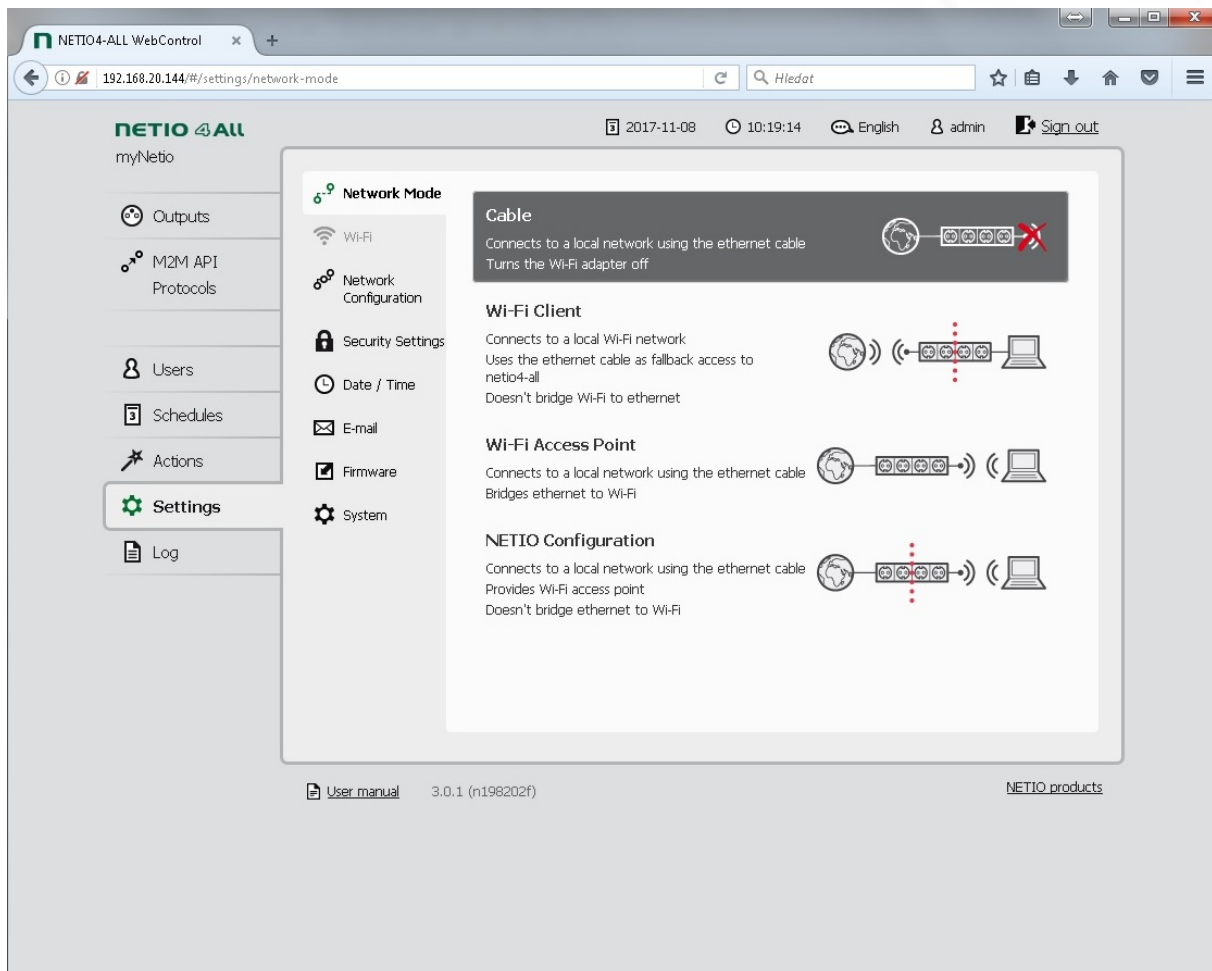 NETIO4-ALL WebControl
192.168.20.144/#/settings/network-mode
Hledat
NETIO 4All
myNetio
3 2017-11-08
10:19:14
English
admin
Sign out
Outputs
M2M API
Protocols
Users
3 Schedules
Actions
Settings
Log
Network Mode
Wi-Fi
Network
Configuration
Security Settings
Date / Time
E-mail
Firmware
System
Cable
Connects to a local network using the ethernet cable
Turns the Wi-Fi adapter off
Wi-Fi Client
Connects to a local Wi-Fi network
Uses the ethernet cable as fallback access to
netio4-all
Doesn't bridge Wi-Fi to ethernet
Wi-Fi Access Point
Connects to a local network using the ethernet cable
Bridges ethernet to Wi-Fi
NETIO Configuration
Connects to a local network using the ethernet cable
Provides Wi-Fi access point
Doesn't bridge ethernet to Wi-Fi
User manual
3.0.1 (n198202f)
NETIO products